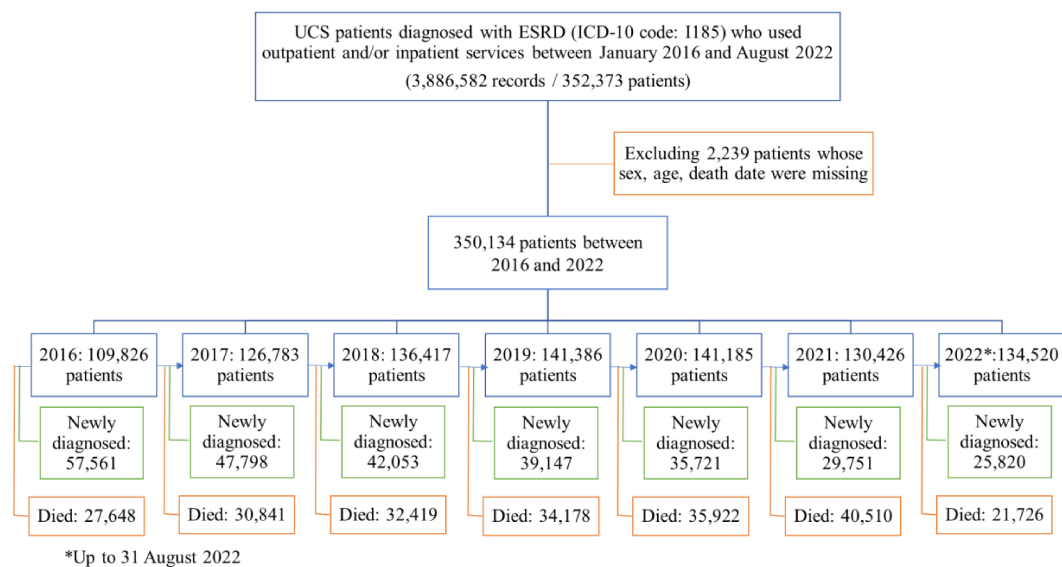 UCS patients diagnosed with ESRD (ICD-10 code: I185) who used
outpatient and/or inpatient services between January 2016 and August 2022
(3,886,582 records / 352,373 patients)
Excluding 2,239 patients whose
sex, age, death date were missing
350,134 patients between
2016 and 2022
2016: 109,826
patients
2017: 126,783
patients
2018: 136,417
patients
2019: 141,386
patients
2020: 141,185
patients
2021: 130,426
patients
2022*:134,520
patients
Newly
diagnosed:
57,561
Newly
diagnosed:
47,798
Newly
diagnosed:
42,053
Newly
diagnosed:
39,147
Newly
diagnosed:
35,721
Newly
diagnosed:
29,751
Newly
diagnosed:
25,820
Died: 27,648
Died: 30,841
Died: 32,419
Died: 34,178
Died: 35,922
Died: 40,510
Died: 21,726
*Up to 31 August 2022